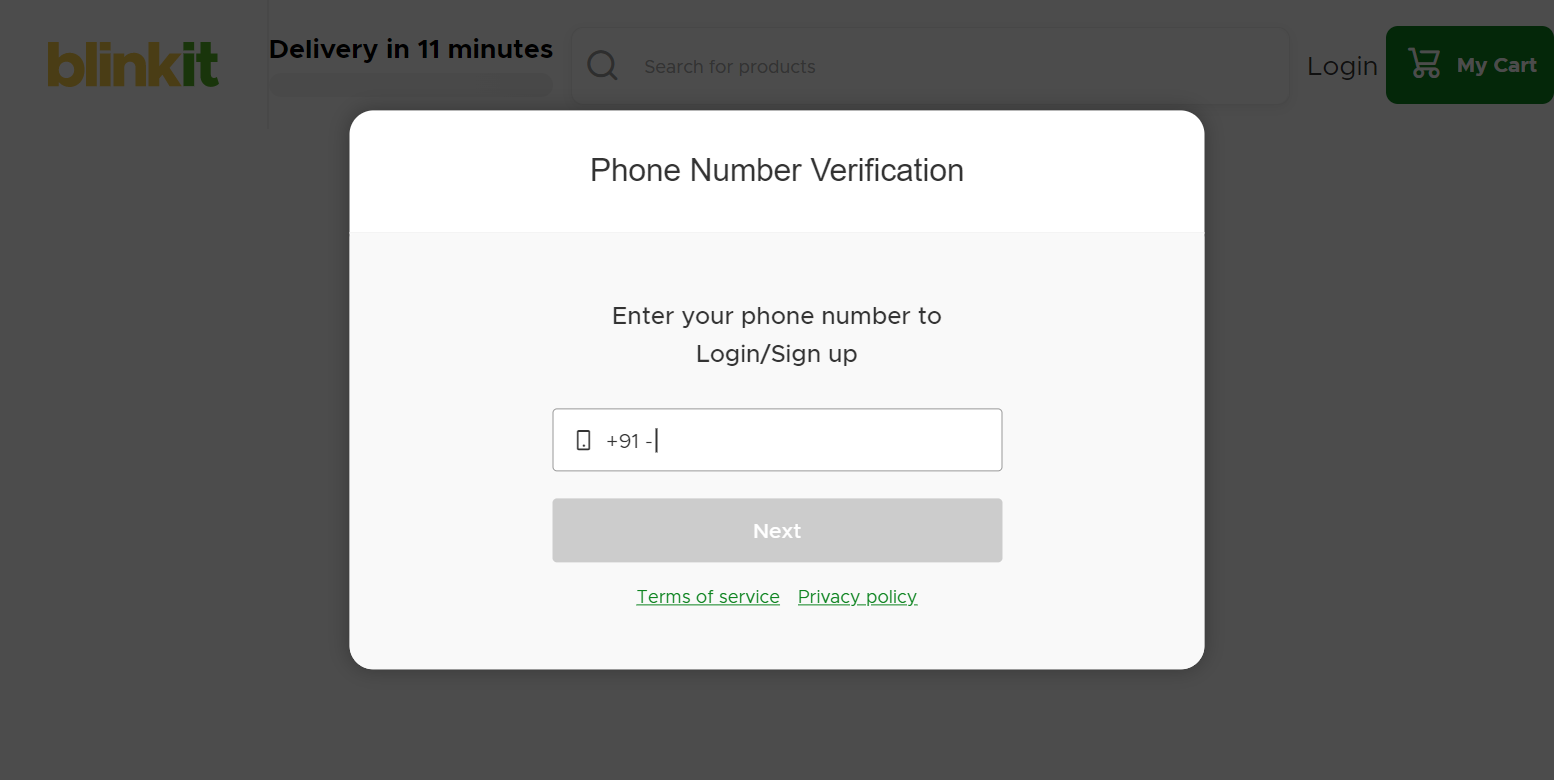 blinkit
Delivery in 11 minutes
Search for products
Login
My Cart
Phone Number Verification
Enter your phone number to
Login/Sign up
+91 -
Next
Terms of service Privacy policy